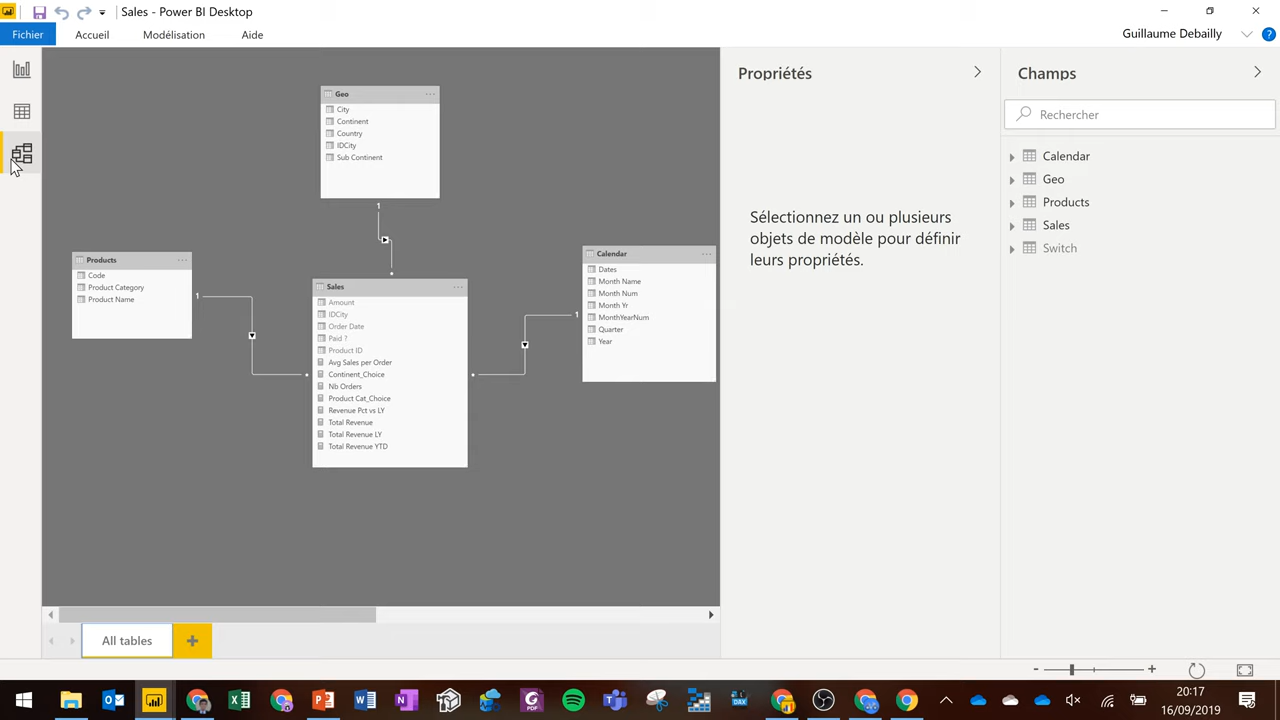 Sales - Power BI Desktop
Fichier
Accueil
Modélisation
Aide
Guillaume Debailly
?
Geo
City
Continent
Country
IDCity
Sub Continent
1
*
Products
Code
Product Category
Product Name
1
*
Sales
Amount
IDCity
Order Date
Paid ?
Product ID
Avg Sales per Order
Continent_Choice
Nb Orders
Product Cat_Choice
Revenue Pct vs LY
Total Revenue
Total Revenue LY
Total Revenue YTD
*
1
Calendar
Dates
Month Name
Month Num
Month Yr
MonthYearNum
Quarter
Year
Propriétés
Sélectionnez un ou plusieurs
objets de modèle pour définir
leurs propriétés.
Champs
Rechercher
Calendar
Geo
Products
Sales
Switch
All tables
20:17
16/09/2019